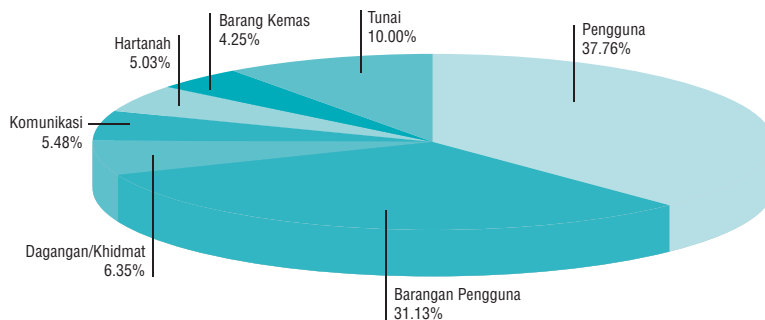 Barang Kemas
4.25%
Tunai
10.00%
Pengguna
37.76%
Hartanah
5.03%
Komunikasi
5.48%
Dagangan/Khidmat
6.35%
Barangan Pengguna
31.13%